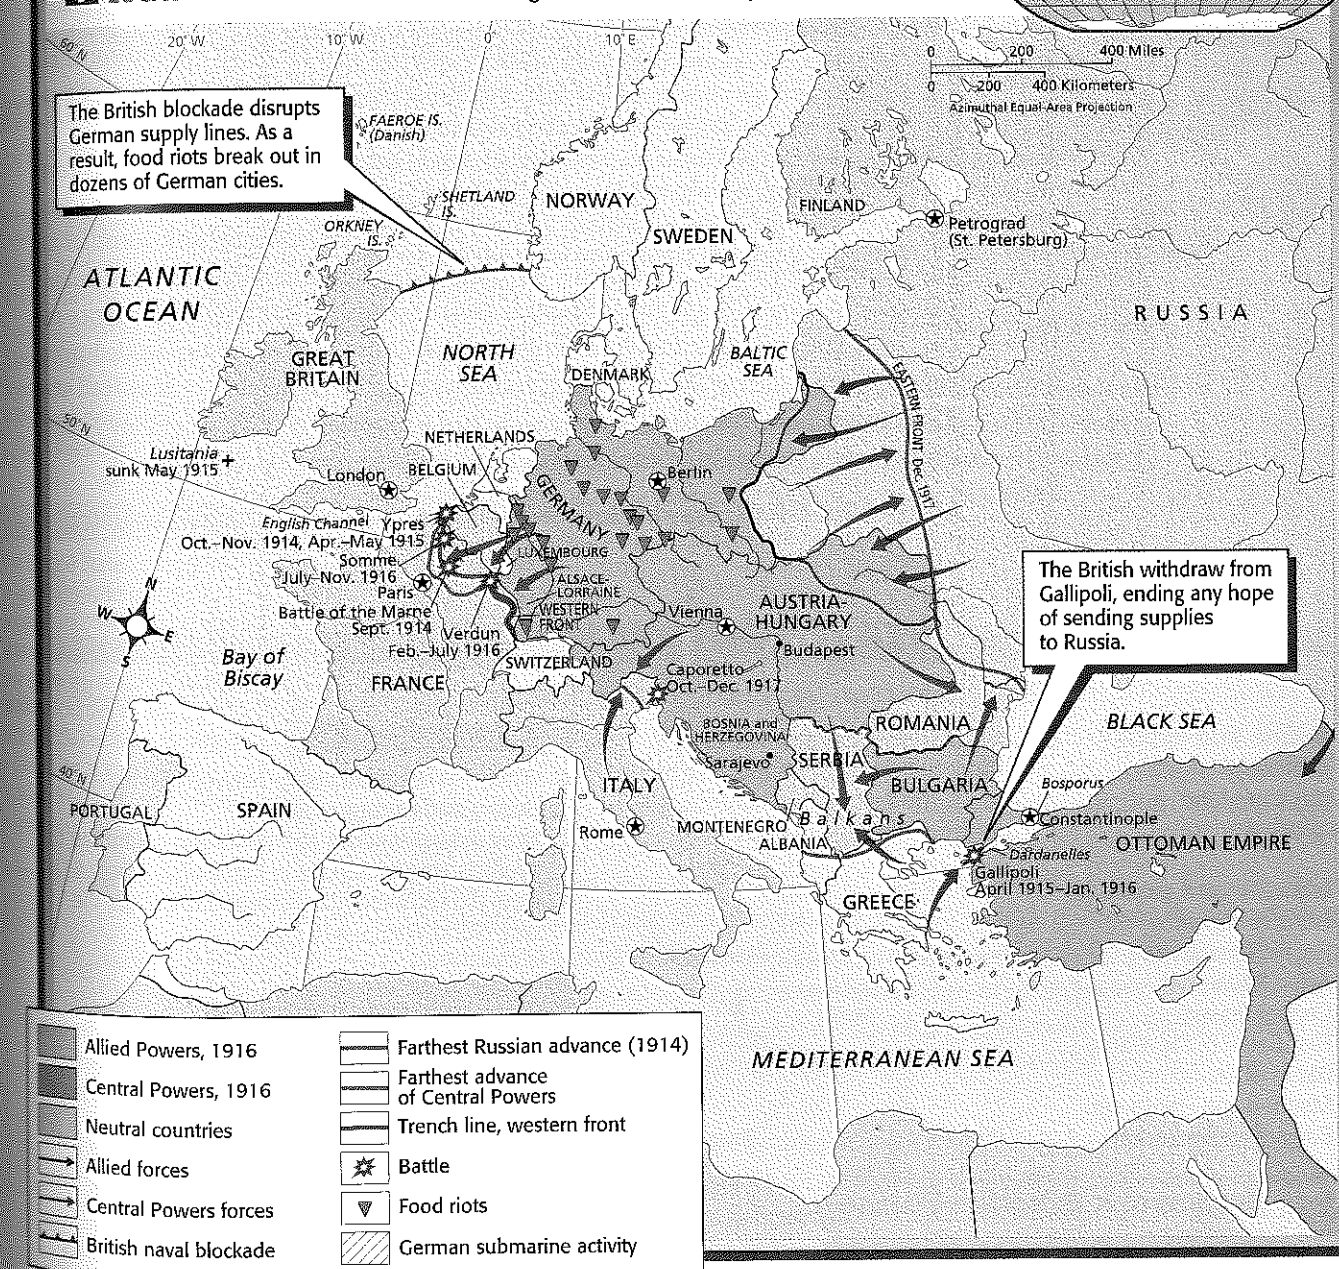 20°W
10°W
0°
10°E
60°N
0 200 400 Miles
0 200 400 Kilometers
Azimuthal Equal-Area Projection
The British blockade disrupts
German supply lines. As a
result, food riots break out in
dozens of German cities.
FAEROE IS.
(Danish)
SHETLAND
IS.
ORKNEY
IS.
NORWAY
SWEDEN
FINLAND
Petrograd
(St. Petersburg)
ATLANTIC
OCEAN
RUSSIA
GREAT
BRITAIN
NORTH
SEA
DENMARK
BALTIC
SEA
EASTERN FRONT Dec. 1917
50°N
Lusitania
sunk May 1915
NETHERLANDS
London
BELGIUM
Berlin
GERMANY
English Channel
Ypres
Oct.–Nov. 1914, Apr.–May 1915
Somme
July–Nov. 1916
Paris
Battle of the Marne
Sept. 1914
Verdun
Feb.–July 1916
LUXEMBOURG
ALSACE-
LORRAINE
WESTERN
FRONT
Vienna
AUSTRIA-
HUNGARY
Budapest
The British withdraw from
Gallipoli, ending any hope
of sending supplies
to Russia.
N
W
E
S
Bay of
Biscay
FRANCE
SWITZERLAND
Caporetto
Oct.–Dec. 1917
BOSNIA and
HERZEGOVINA
Sarajevo
SERBIA
ROMANIA
BLACK SEA
40°N
PORTUGAL
SPAIN
ITALY
Rome
MONTENEGRO
ALBANIA
Balkans
BULGARIA
Bosporus
Constantinople
OTTOMAN EMPIRE
Dardanelles
Gallipoli
April 1915–Jan. 1916
GREECE
MEDITERRANEAN SEA
Allied Powers, 1916
Central Powers, 1916
Neutral countries
Allied forces
Central Powers forces
British naval blockade
Farthest Russian advance (1914)
Farthest advance
of Central Powers
Trench line, western front
Battle
Food riots
German submarine activity